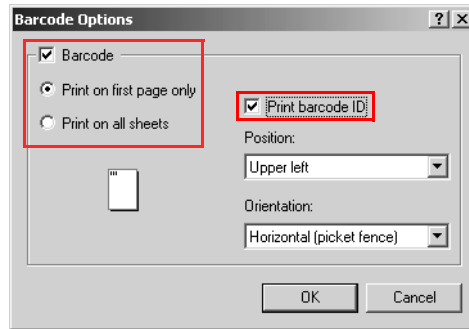 Barcode Options
Barcode
Print on first page only
Print on all sheets
Print barcode ID
Position:
Upper left
Orientation:
Horizontal (picket fence)
OK
Cancel